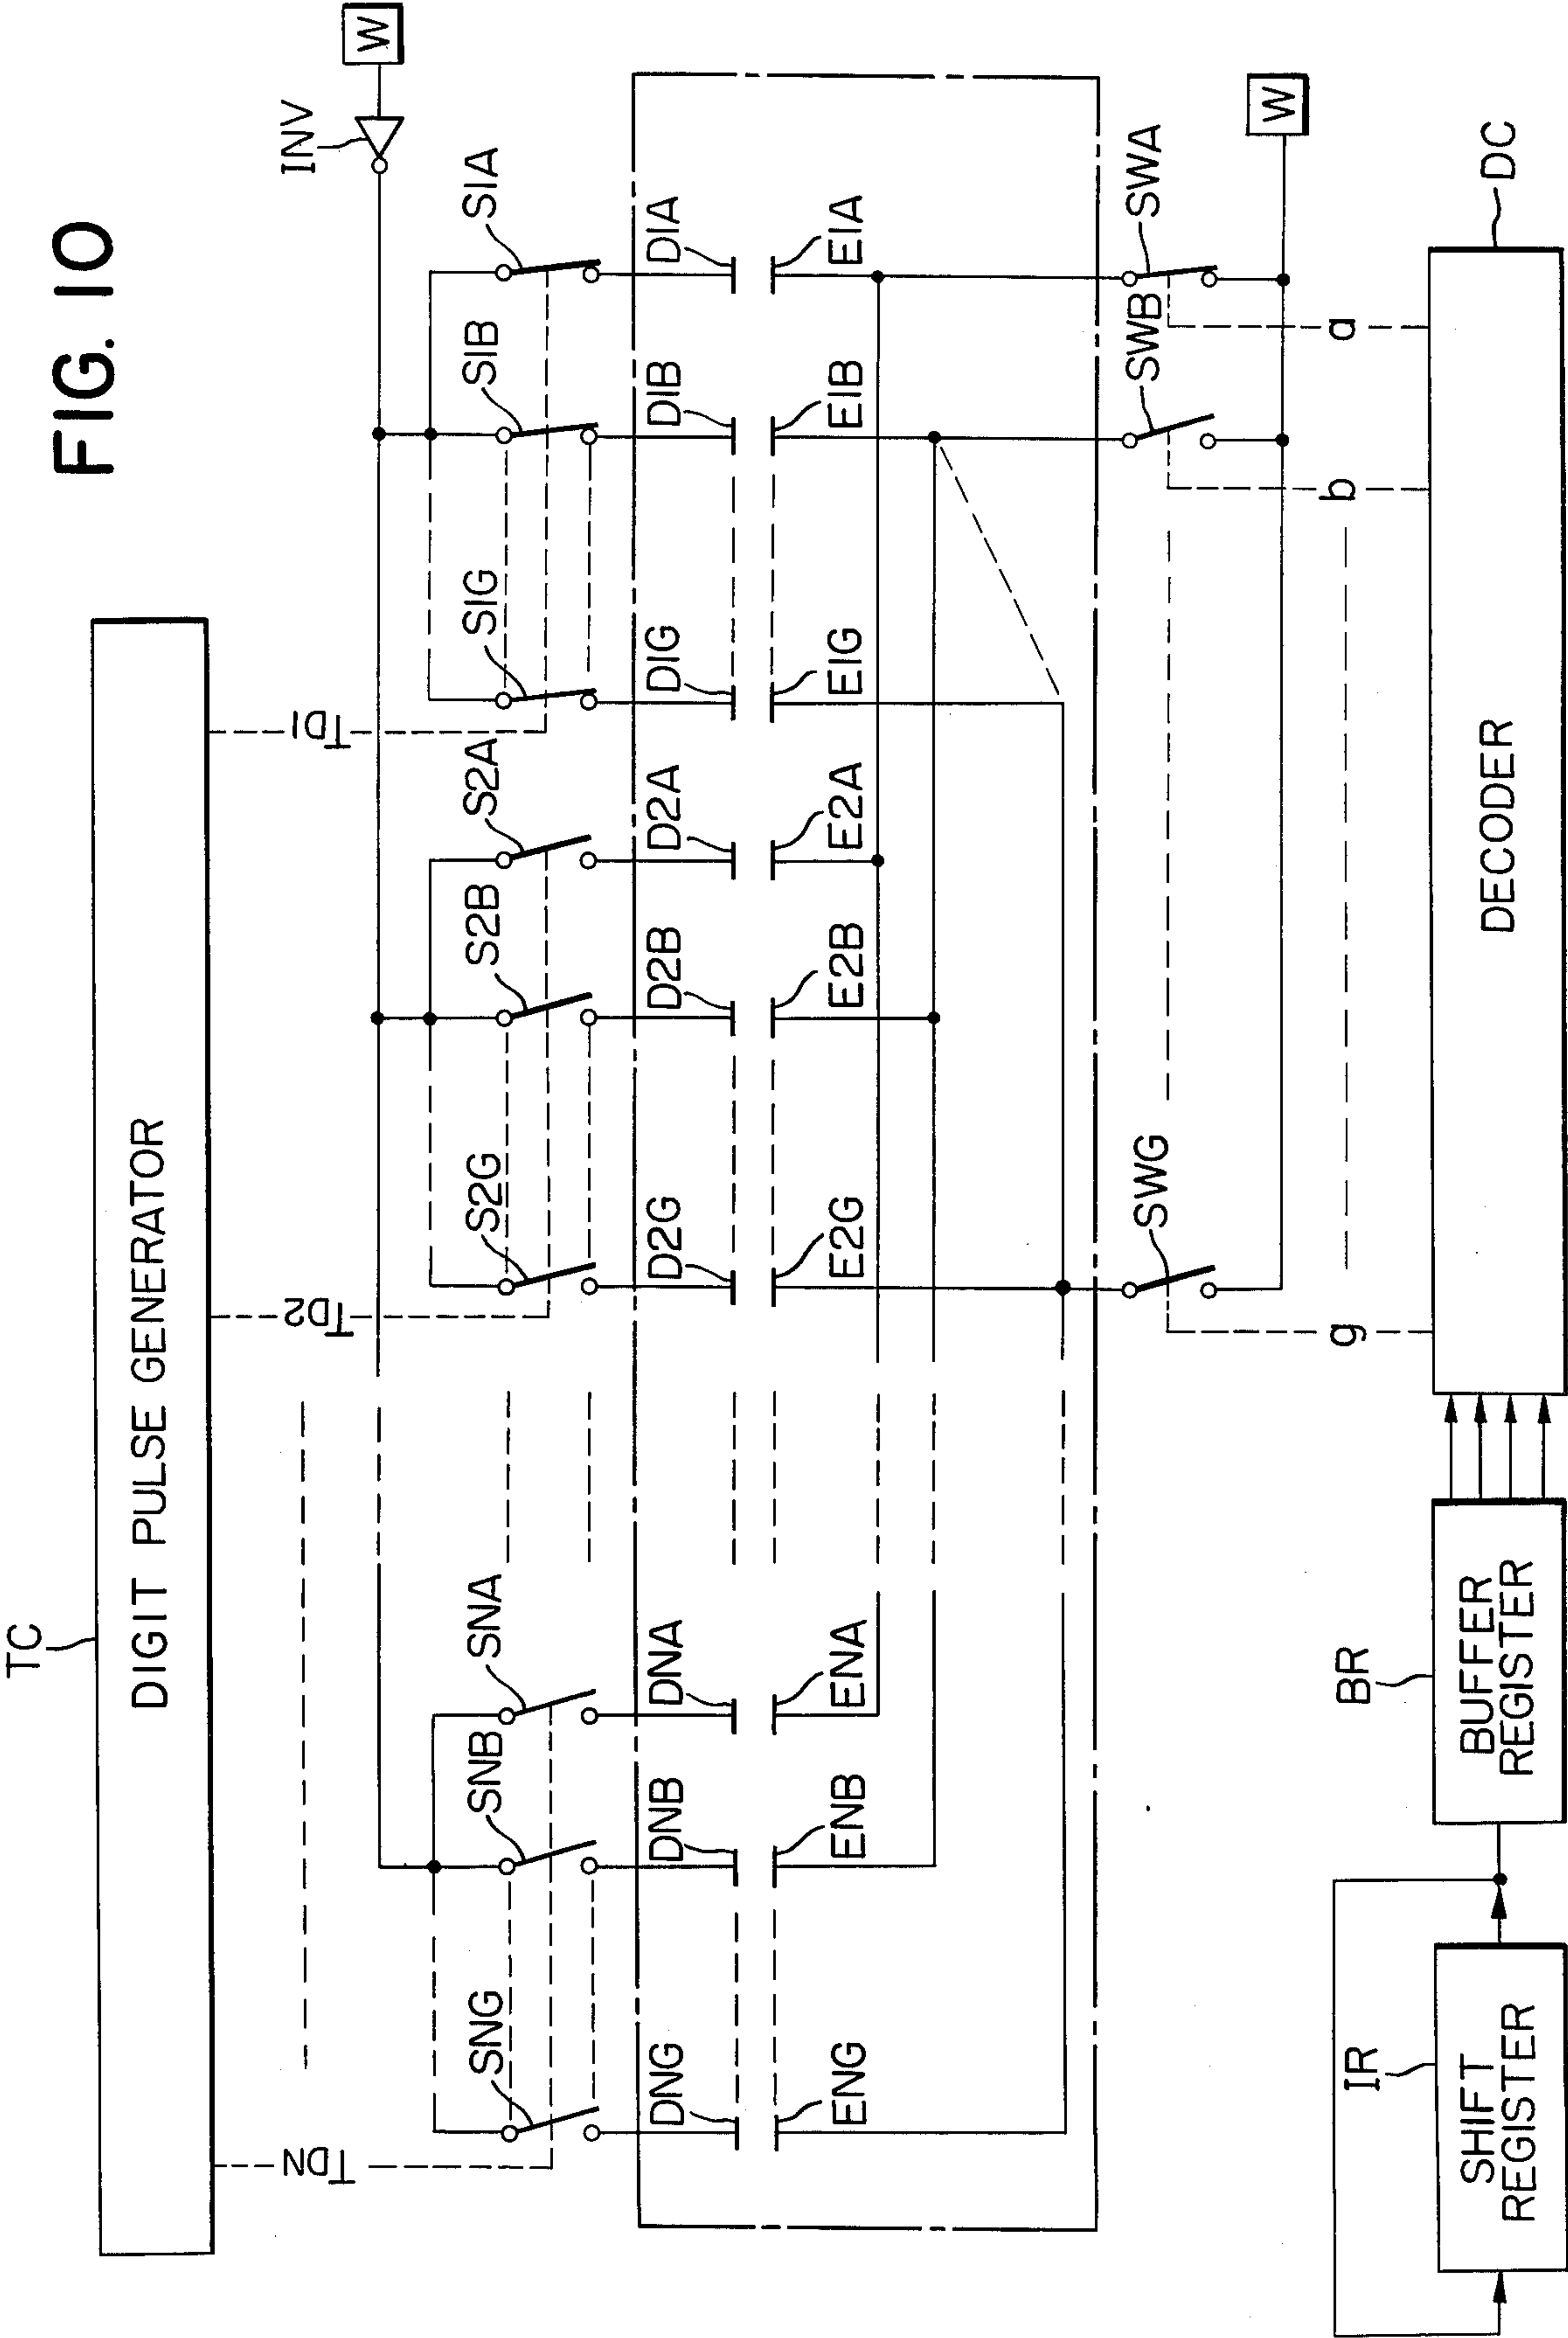 FIG. 10
TC
DIGIT PULSE GENERATOR
TDN
TD2
TD1
INV
W
SNG
SNB
SNA
S2G
S2B
S2A
S1G
S1B
S1A
DNG
DNB
DNA
D2G
D2B
D2A
D1G
D1B
D1A
ENG
ENB
ENA
E2G
E2B
E2A
E1G
E1B
E1A
SWG
SWB
SWA
W
g
b
a
IR
SHIFT
REGISTER
BR
BUFFER
REGISTER
DECODER
DC